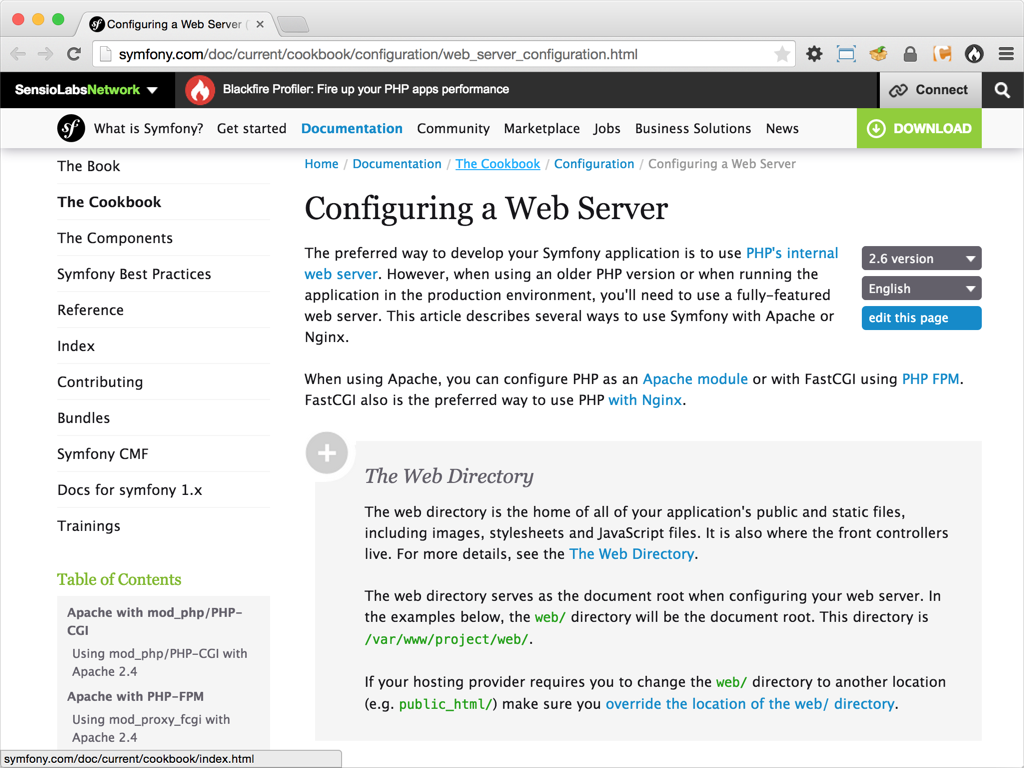 Configuring a Web Server (
symfony.com/doc/current/cookbook/configuration/web_server_configuration.html
SensioLabsNetwork
Blackfire Profiler: Fire up your PHP apps performance
Connect
sf
What is Symfony?
Get started
Documentation
Community
Marketplace
Jobs
Business Solutions
News
DOWNLOAD
The Book
The Cookbook
The Components
Symfony Best Practices
Reference
Index
Contributing
Bundles
Symfony CMF
Docs for symfony 1.x
Trainings
Table of Contents
Apache with mod_php/PHP-
CGI
Using mod_php/PHP-CGI with
Apache 2.4
Apache with PHP-FPM
Using mod_proxy_fcgi with
Apache 2.4
Home / Documentation / The Cookbook / Configuration / Configuring a Web Server
Configuring a Web Server
The preferred way to develop your Symfony application is to use PHP's internal
web server. However, when using an older PHP version or when running the
application in the production environment, you'll need to use a fully-featured
web server. This article describes several ways to use Symfony with Apache or
Nginx.
2.6 version
English
edit this page
When using Apache, you can configure PHP as an Apache module or with FastCGI using PHP FPM.
FastCGI also is the preferred way to use PHP with Nginx.
The Web Directory
The web directory is the home of all of your application's public and static files,
including images, stylesheets and JavaScript files. It is also where the front controllers
live. For more details, see the The Web Directory.
The web directory serves as the document root when configuring your web server. In
the examples below, the web/ directory will be the document root. This directory is
/var/www/project/web/.
If your hosting provider requires you to change the web/ directory to another location
(e.g. public_html/) make sure you override the location of the web/ directory.
symfony.com/doc/current/cookbook/index.html